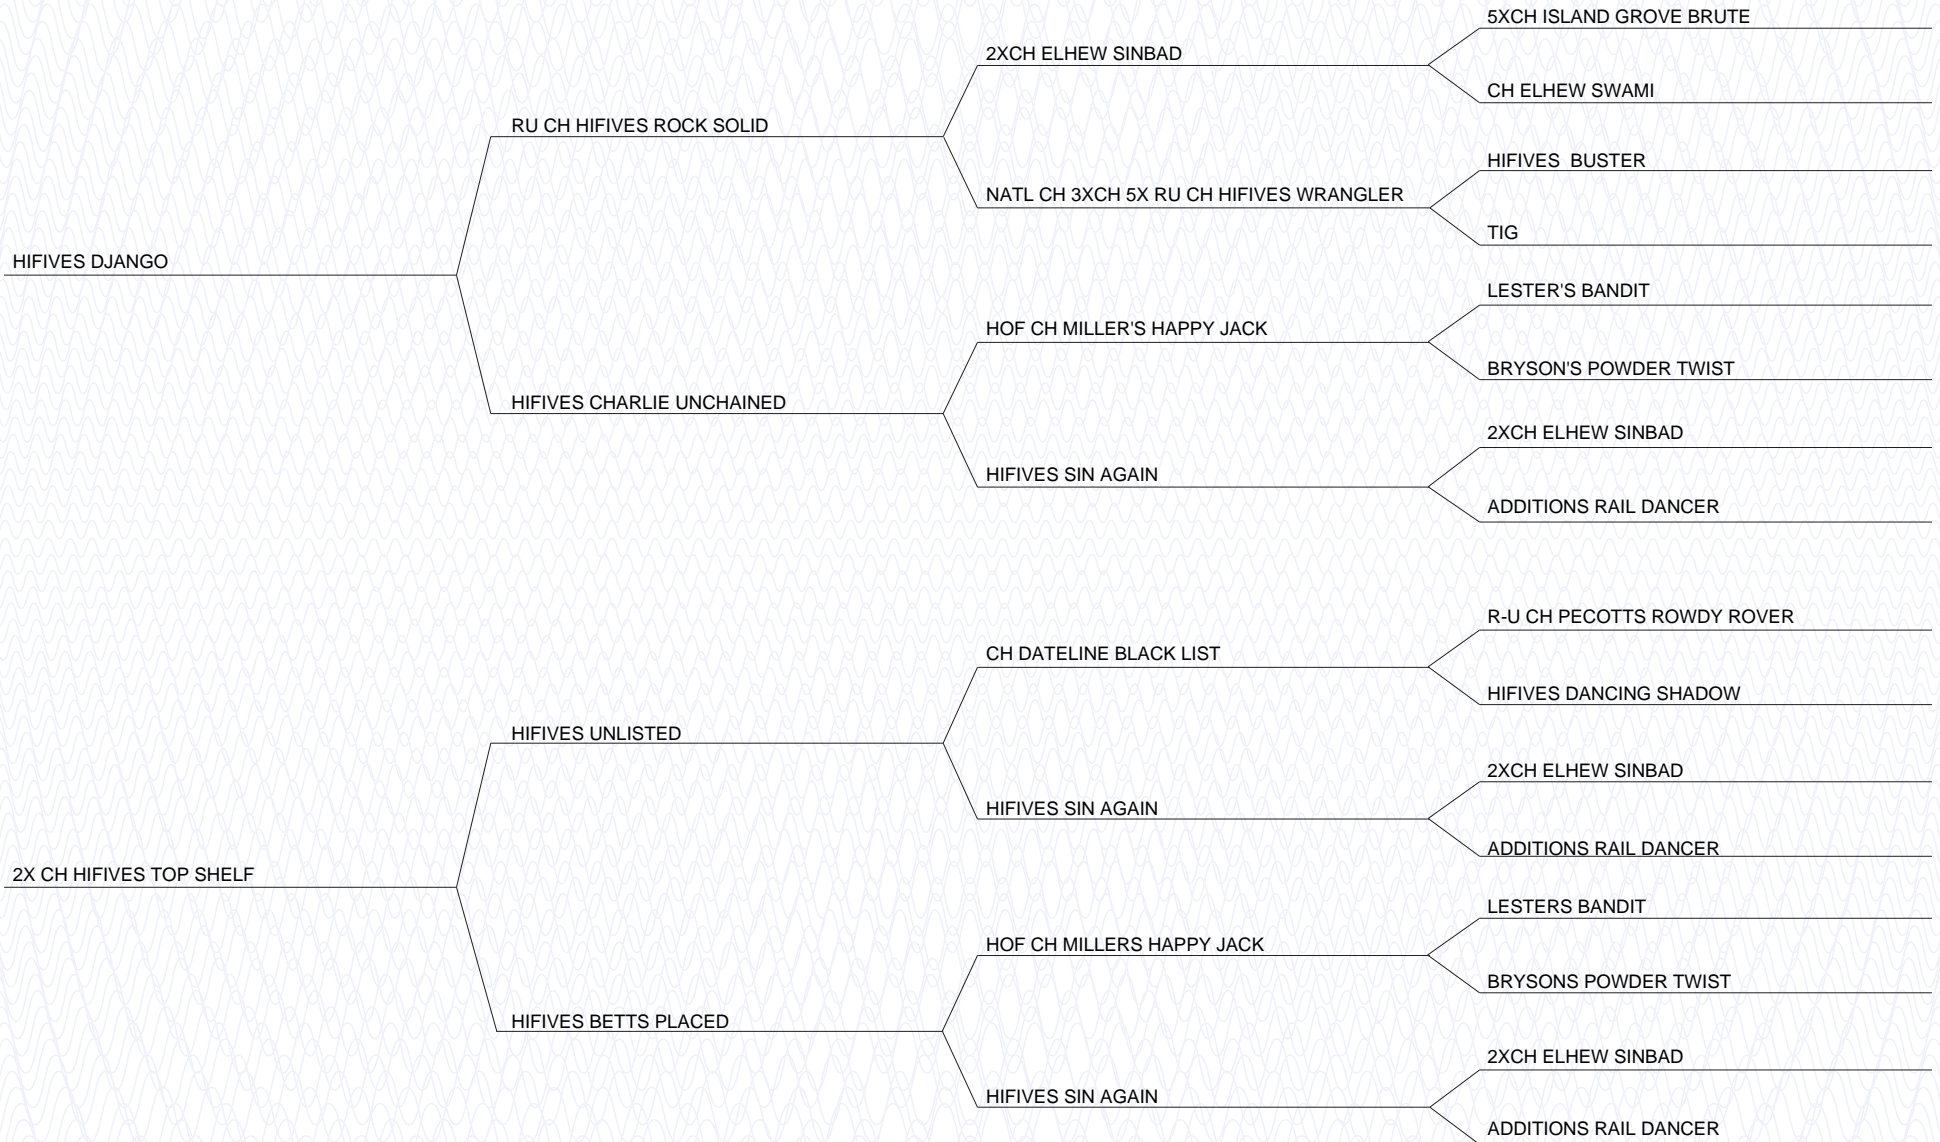 5XCH ISLAND GROVE BRUTE
2XCH ELHEW SINBAD
CH ELHEW SWAMI
RU CH HIFIVES ROCK SOLID
HIFIVES  BUSTER
NATL CH 3XCH 5X RU CH HIFIVES WRANGLER
TIG
HIFIVES DJANGO
LESTER'S BANDIT
HOF CH MILLER'S HAPPY JACK
BRYSON'S POWDER TWIST
HIFIVES CHARLIE UNCHAINED
2XCH ELHEW SINBAD
HIFIVES SIN AGAIN
ADDITIONS RAIL DANCER
R-U CH PECOTTS ROWDY ROVER
CH DATELINE BLACK LIST
HIFIVES DANCING SHADOW
HIFIVES UNLISTED
2XCH ELHEW SINBAD
HIFIVES SIN AGAIN
ADDITIONS RAIL DANCER
2X CH HIFIVES TOP SHELF
LESTERS BANDIT
HOF CH MILLERS HAPPY JACK
BRYSONS POWDER TWIST
HIFIVES BETTS PLACED
2XCH ELHEW SINBAD
HIFIVES SIN AGAIN
ADDITIONS RAIL DANCER